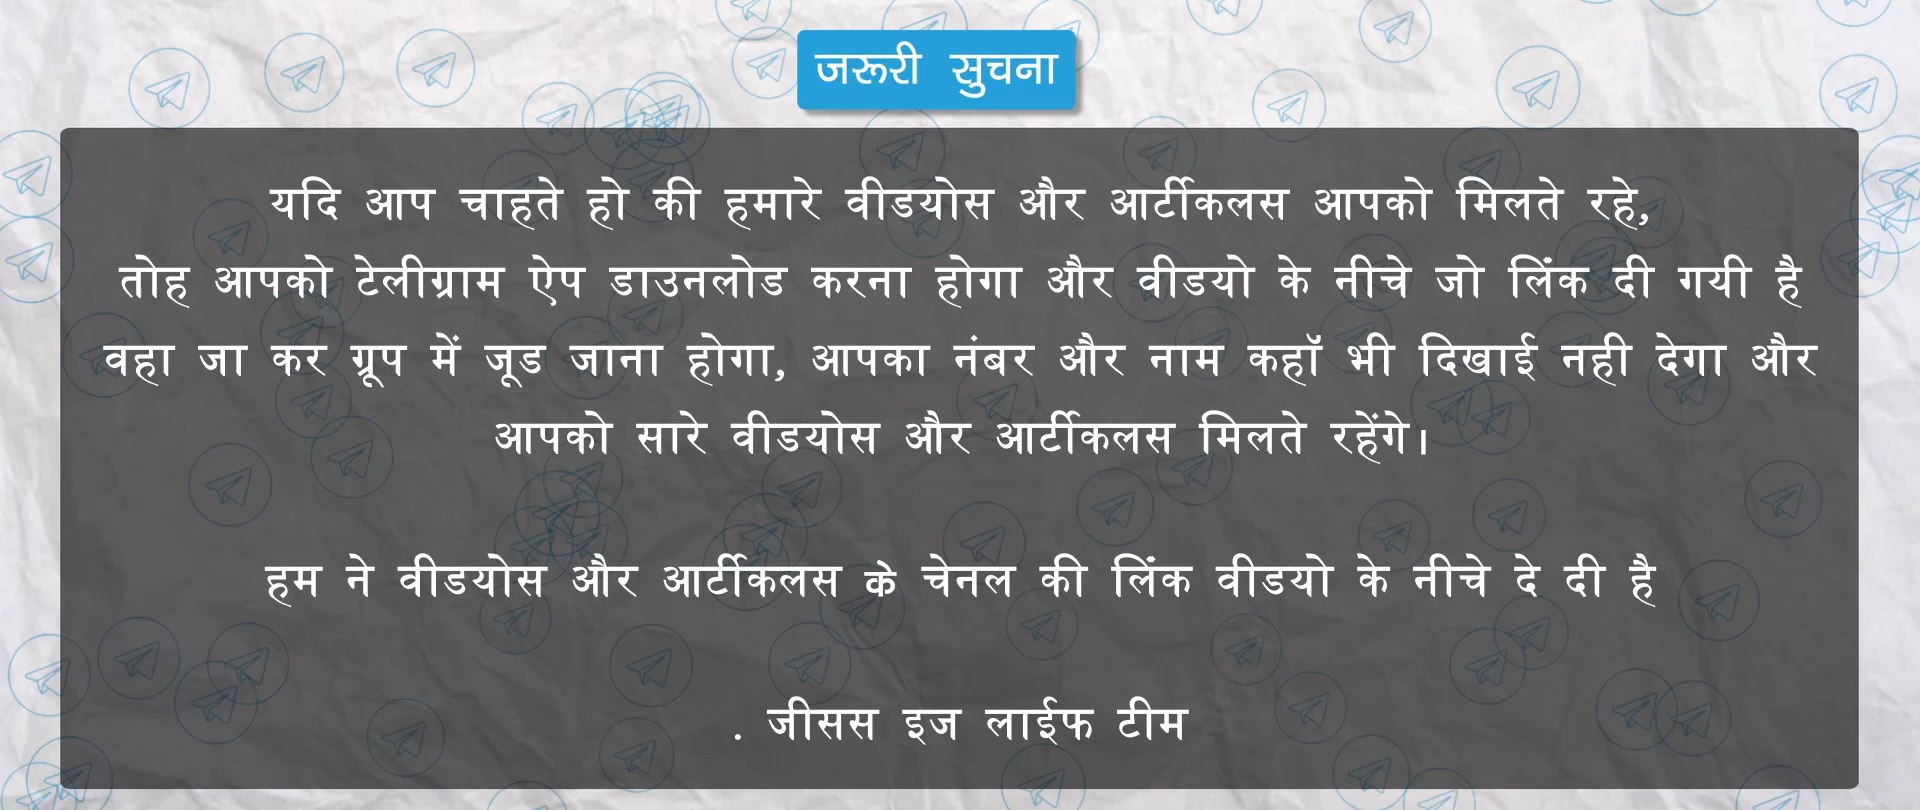 जरूरी सुचना
यदि आप चाहते हो की हमारे वीडयोस और आर्टीकलस आपको मिलते रहे,
तोह आपको टेलीग्राम ऐप डाउनलोड करना होगा और वीडयो के नीचे जो लिंक दी गयी है
वहा जा कर ग्रूप में जूड जाना होगा, आपका नंबर और नाम कहॉ भी दिखाई नही देगा और
आपको सारे वीडयोस और आर्टीकलस मिलते रहेंगे।
हम ने वीडयोस और आर्टीकलस के चेनल की लिंक वीडयो के नीचे दे दी है
. जीसस इज लाईफ टीम